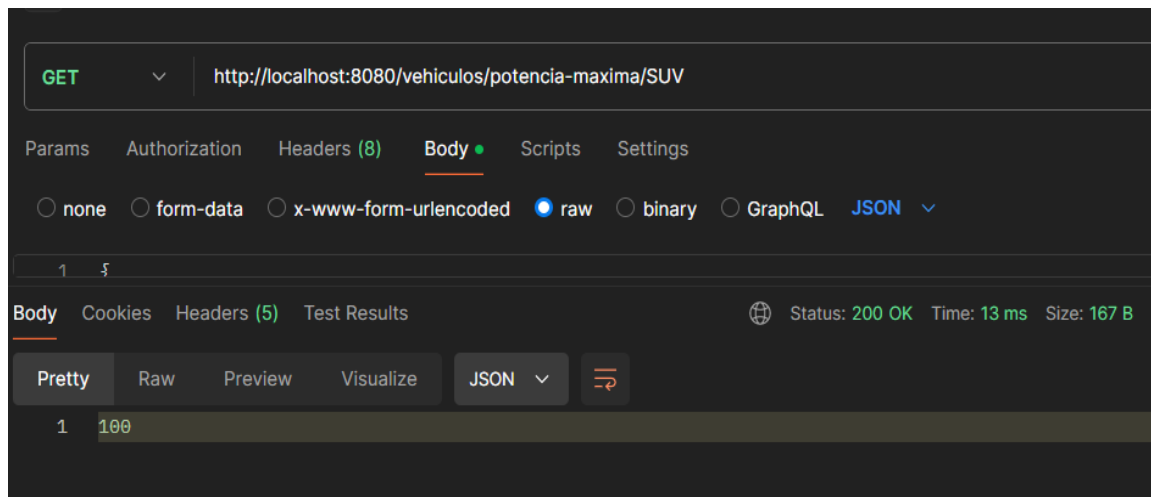 GET http://localhost:8080/vehiculos/potencia-maxima/SUV
Params Authorization Headers (8) Body Scripts Settings
none form-data x-www-form-urlencoded raw binary GraphQL JSON
1 {
Body Cookies Headers (5) Test Results Status: 200 OK Time: 13 ms Size: 167 B
Pretty Raw Preview Visualize JSON
1 100